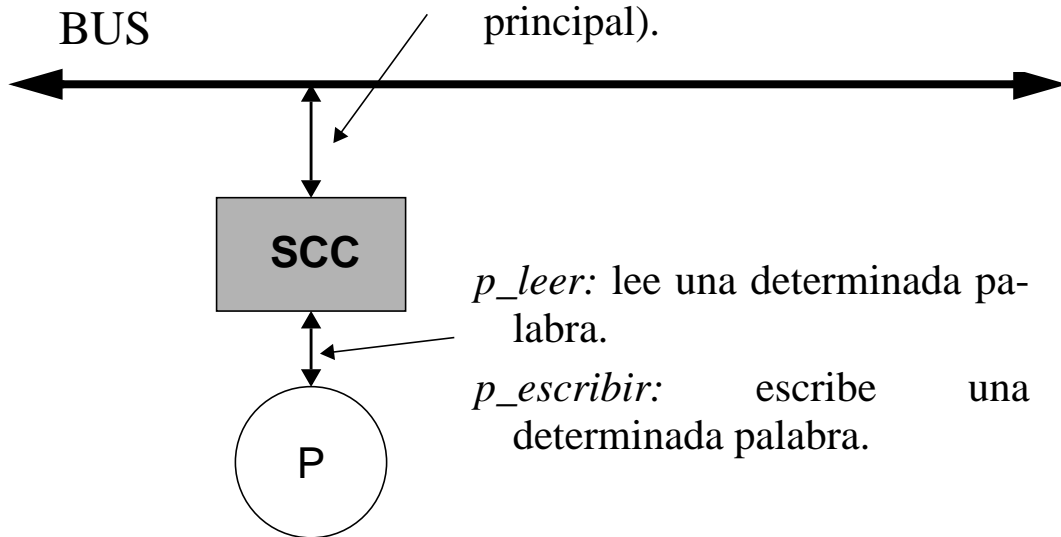 principal).
BUS
SCC
p_leer: lee una determinada pa-
labra.
p_escribir: escribe una
determinada palabra.
P